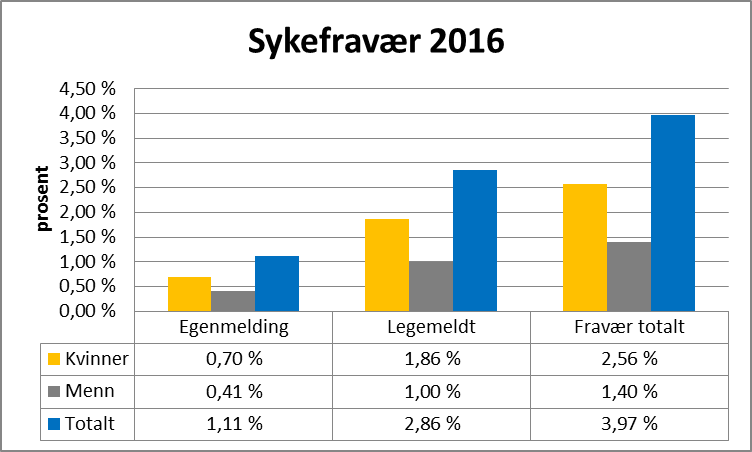 Sykefravær 2016
prosent
4,50 %
4,00 %
3,50 %
3,00 %
2,50 %
2,00 %
1,50 %
1,00 %
0,50 %
0,00 %
Egenmelding Legemeldt Fravær totalt
Kvinner 0,70 % 1,86 % 2,56 %
Menn 0,41 % 1,00 % 1,40 %
Totalt 1,11 % 2,86 % 3,97 %